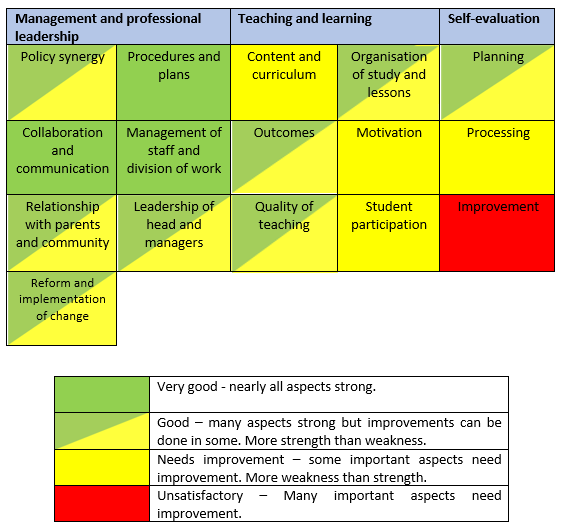 Management and professional
leadership
Teaching and learning
Self-evaluation
Policy synergy
Procedures and
plans
Content and
curriculum
Organisation
of study and
lessons
Planning
Collaboration
and
communication
Management of
staff and
division of work
Outcomes
Motivation
Processing
Relationship
with parents
and community
Leadership of
head and
managers
Quality of
teaching
Student
participation
Improvement
Reform and
implementation
of change
Very good - nearly all aspects strong.
Good – many aspects strong but improvements can be
done in some. More strength than weakness.
Needs improvement – some important aspects need
improvement. More weakness than strength.
Unsatisfactory – Many important aspects need
improvement.